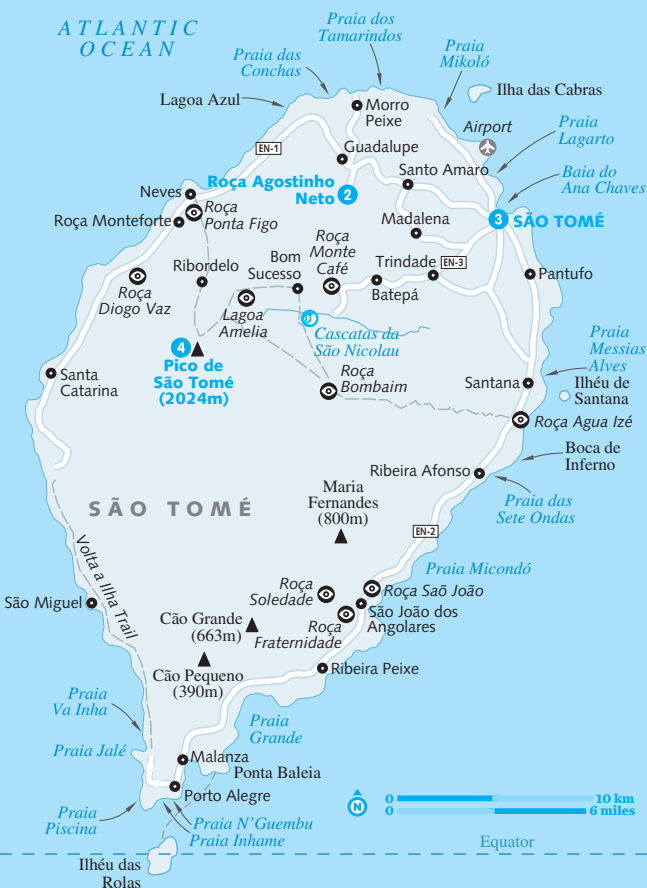 ATLANTIC
OCEAN
Praia dos
Tamarindos
Praia das
Conchas
Praia
Mikoló
Lagoa Azul
Morro
Peixe
Ilha das Cabras
Airport
Praia
Lagarto
EN-1
Guadalupe
Santo Amaro
Baia do
Ana Chaves
Neves
Roça Agostinho
Neto
2
Roça Monteforte
Roça
Ponta Figo
Madalena
3
SÃO TOMÉ
Roça
Monte
Café
Bom
Sucesso
Ribordelo
Trindade
EN-3
Batepá
Pantufo
Roça
Diogo Vaz
Lagoa
Amelia
Cascatas da
São Nicolau
4
Pico de
São Tomé
(2024m)
Roça
Bombaim
Praia
Messias
Alves
Santa
Catarina
Santana
Ilhéu de
Santana
Roça Agua Izé
Boca de
Inferno
Ribeira Afonso
Maria
Fernandes
(800m)
Praia das
Sete Ondas
SÃO TOMÉ
EN-2
Volta a Ilha Trail
Praia Micondó
Roça
Soledade
Roça Saõ João
São Miguel
Cão Grande
(663m)
São João dos
Angolares
Roça
Fraternidade
Cão Pequeno
(390m)
Ribeira Peixe
Praia
Va Inha
Praia
Grande
Praia Jalé
Malanza
Ponta Baleia
Porto Alegre
Praia
Piscina
Praia N'Guembu
Praia Inhame
N
0 10 km
0 6 miles
Equator
Ilhéu das
Rolas